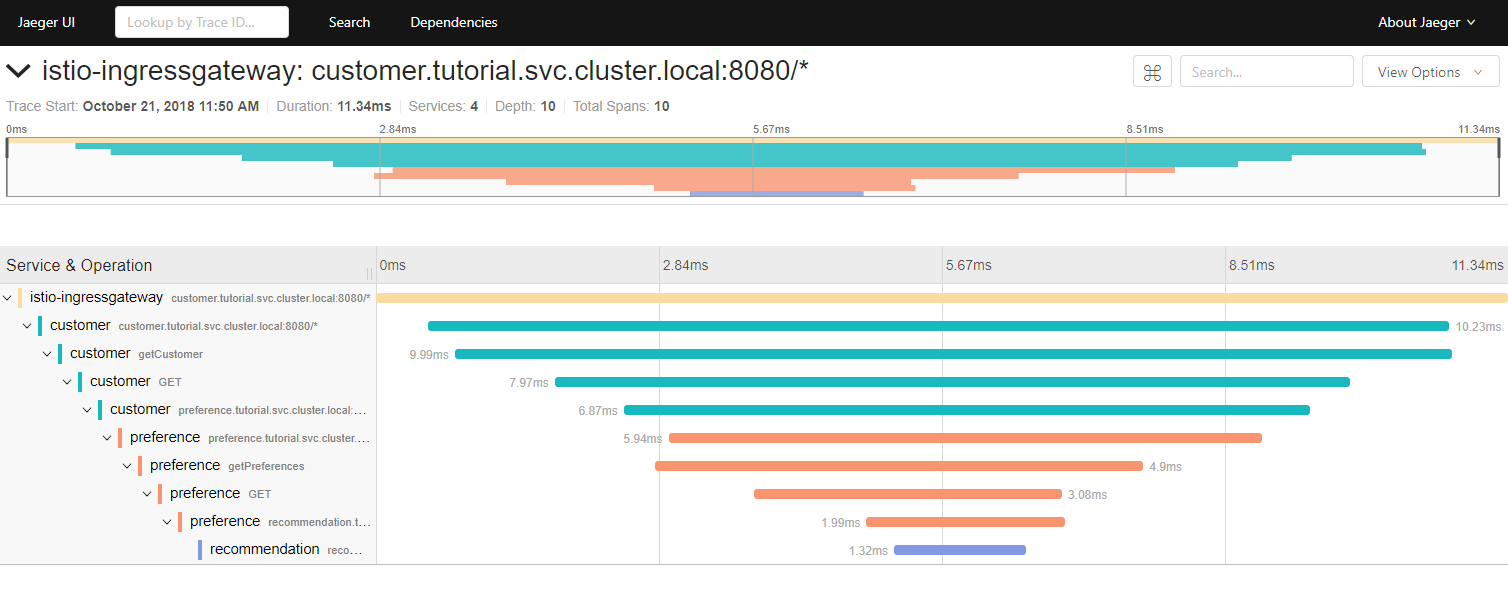 Jaeger UI Lookup by Trace ID... Search Dependencies About Jaeger
istio-ingressgateway: customer.tutorial.svc.cluster.local:8080/* ⌘ Search... View Options
Trace Start: October 21, 2018 11:50 AM Duration: 11.34ms Services: 4 Depth: 10 Total Spans: 10
0ms 2.84ms 5.67ms 8.51ms 11.34ms
Service & Operation 0ms 2.84ms 5.67ms 8.51ms 11.34ms
istio-ingressgateway customer.tutorial.svc.cluster.local:8080/*
customer customer.tutorial.svc.cluster.local:8080/* 10.23ms
customer getCustomer 9.99ms
customer GET 7.97ms
customer preference.tutorial.svc.cluster.local:... 6.87ms
preference preference.tutorial.svc.cluster.... 5.94ms
preference getPreferences 4.9ms
preference GET 3.08ms
preference recommendation.t... 1.99ms
recommendation reco... 1.32ms